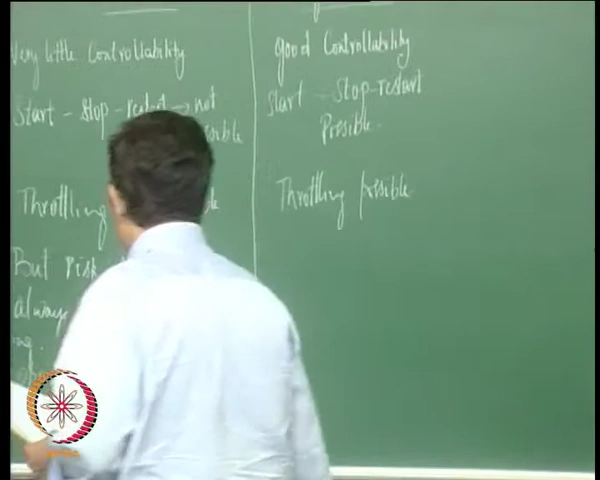 Very little Controllability
Start - Stop - restart → not
Throttling
But risk
always
good Controllability
Start - Stop-restart
Possible.
Throttling possible